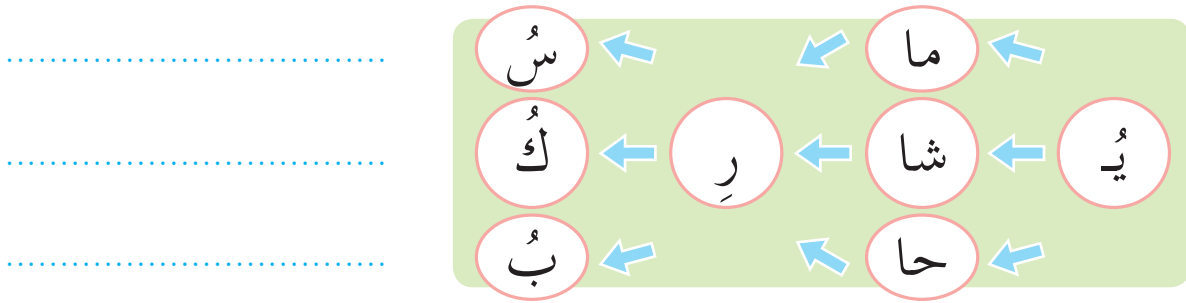 ما سُ
يُـ شا رِ كُ
حا بُ